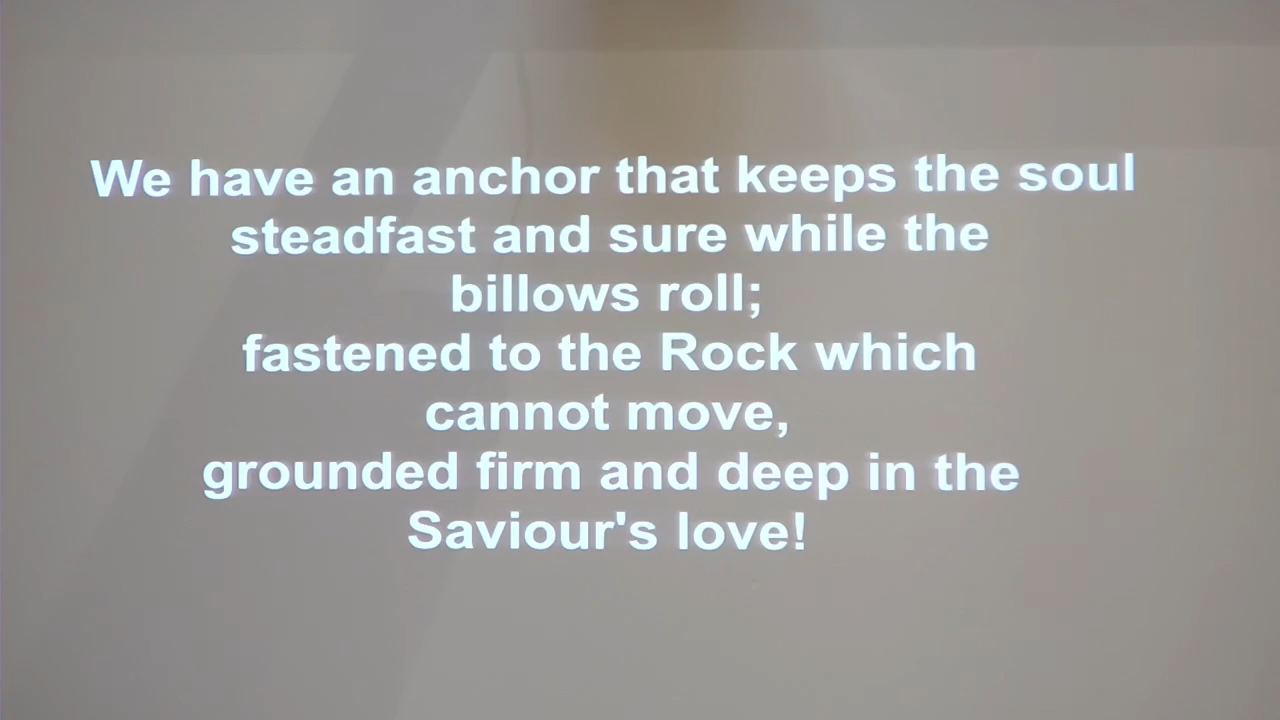 We have an anchor that keeps the soul
steadfast and sure while the
billows roll;
fastened to the Rock which
cannot move,
grounded firm and deep in the
Saviour's love!